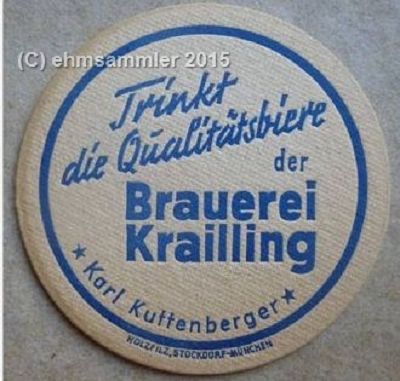 (C) ehmsammler 2015
Trinkt
die Qualitätsbiere
der
Brauerei
Krailling
★ Karl Kuttenberger ★
HOLZFILZ, STOCKDORF-MÜNCHEN